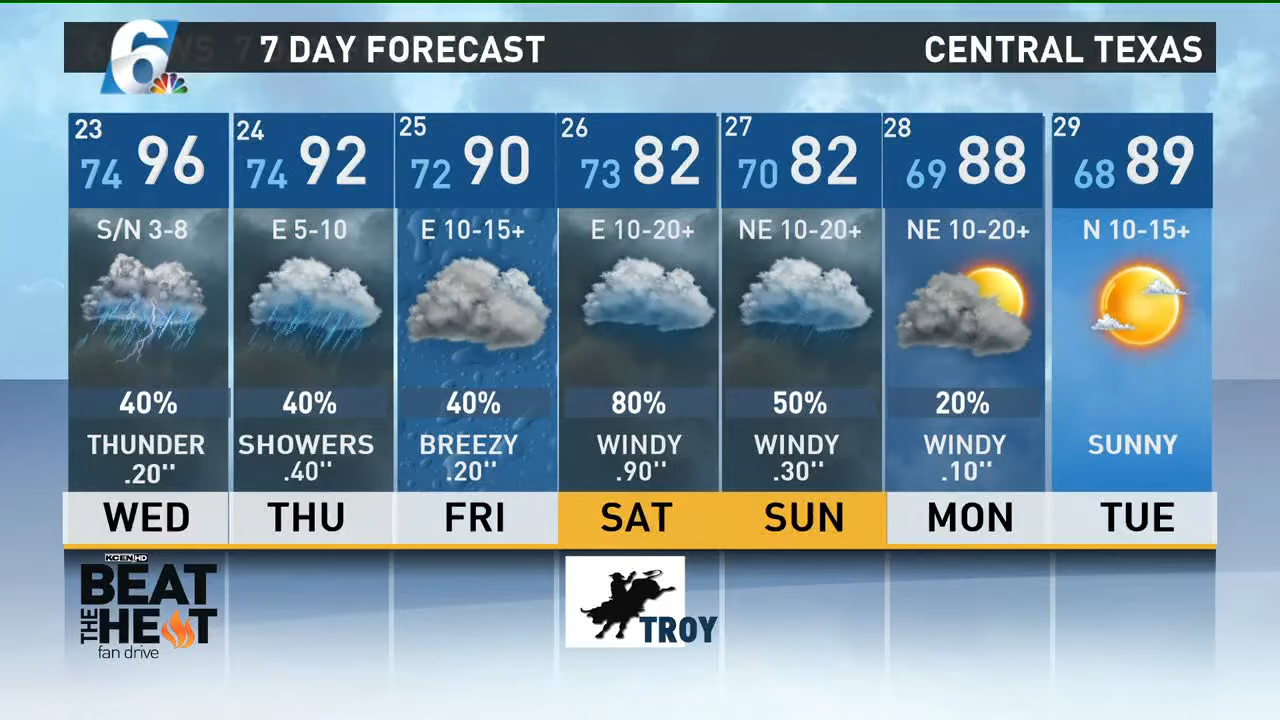 6
7 DAY FORECAST
CENTRAL TEXAS
23
74 96
S/N 3-8
40%
THUNDER
.20"
WED
24
74 92
E 5-10
40%
SHOWERS
.40"
THU
25
72 90
E 10-15+
40%
BREEZY
.20"
FRI
26
73 82
E 10-20+
80%
WINDY
.90"
SAT
27
70 82
NE 10-20+
50%
WINDY
.30"
SUN
28
69 88
NE 10-20+
20%
WINDY
.10"
MON
29
68 89
N 10-15+
SUNNY
TUE
KCEN HD
BEAT
THE HEAT
fan drive
TROY